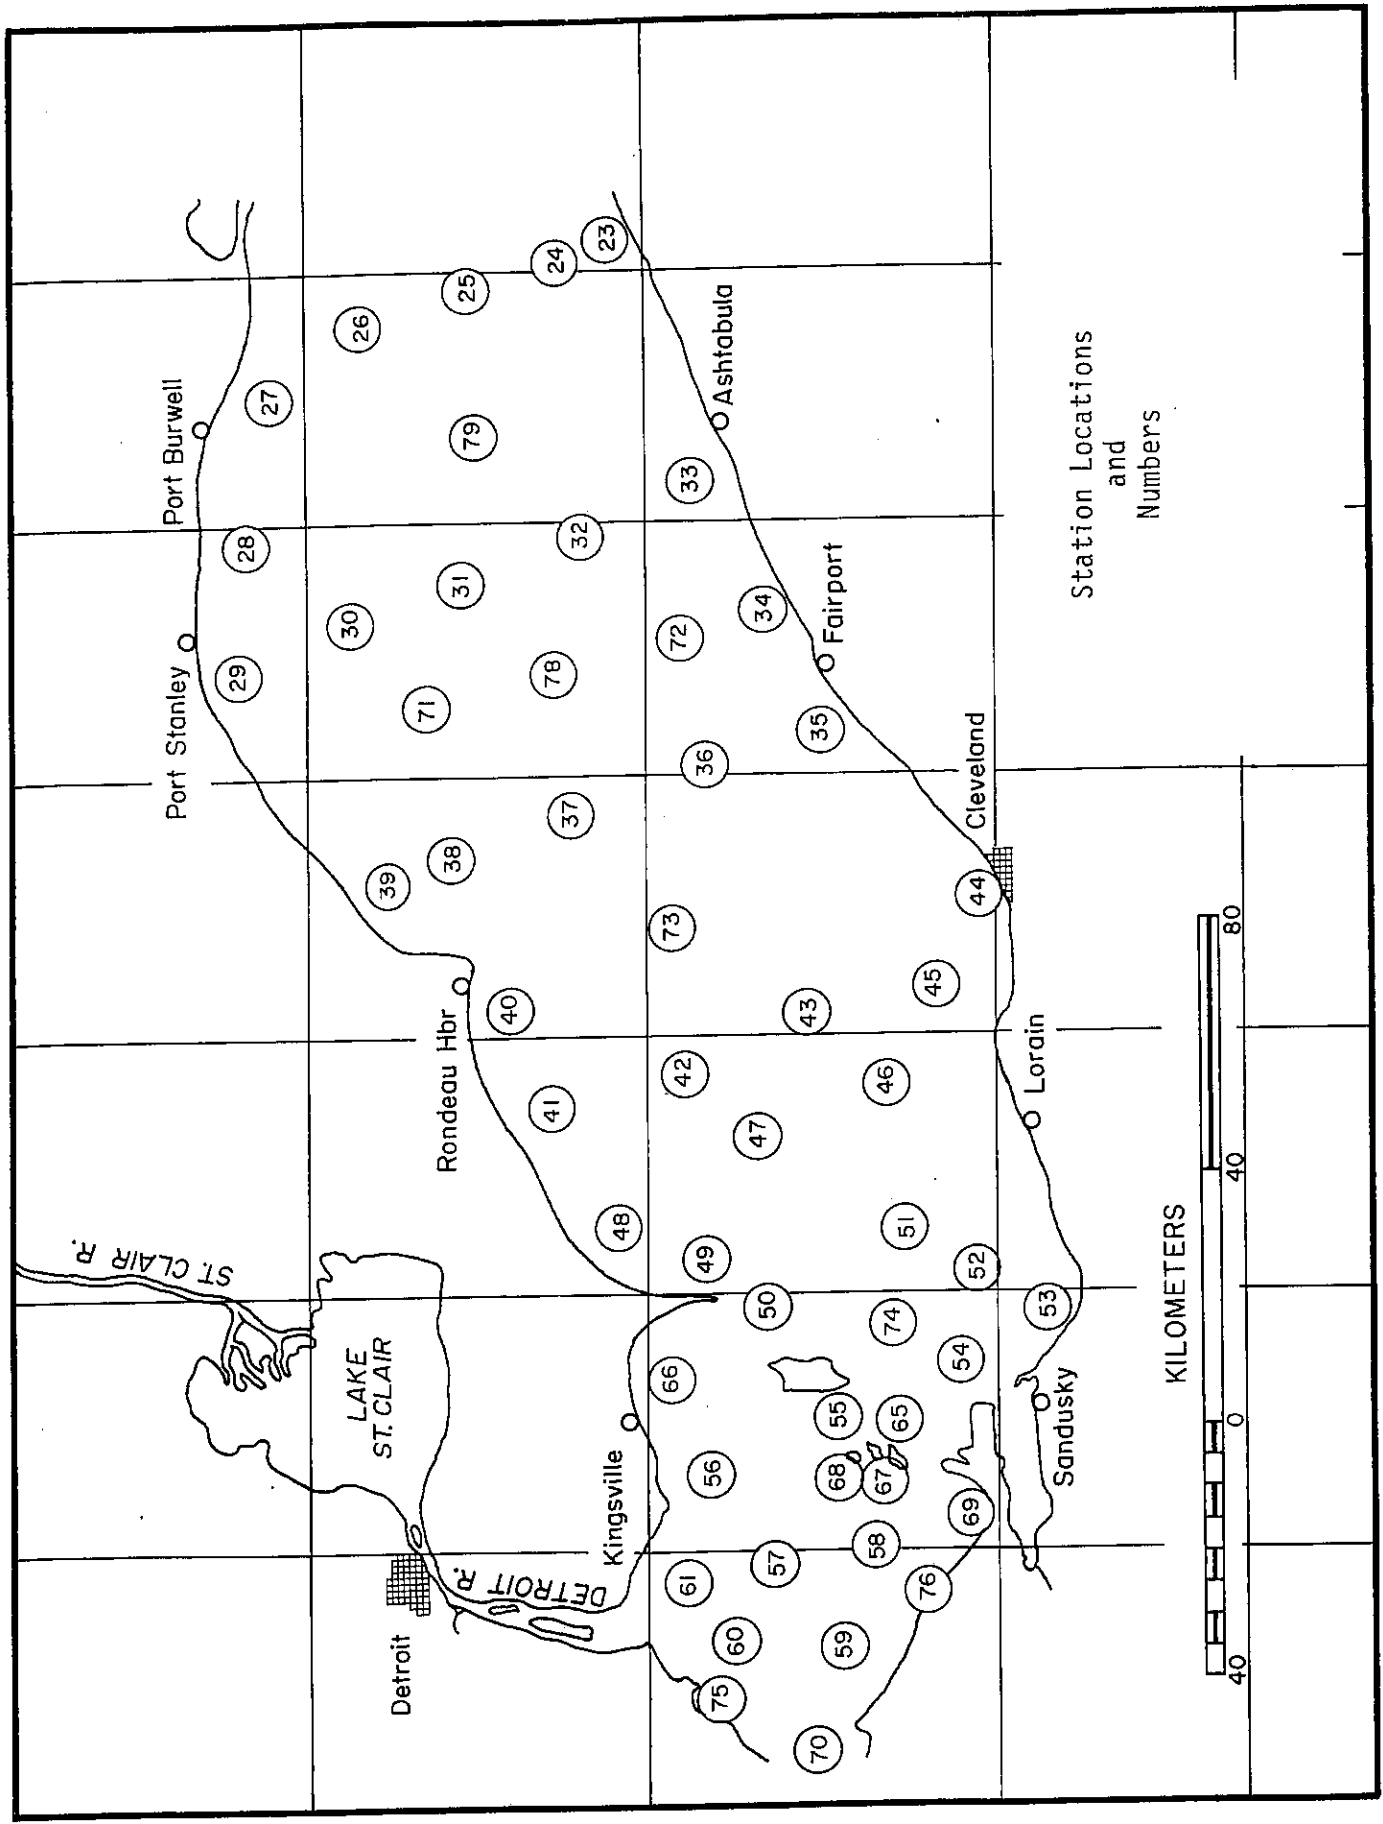 ST. CLAIR R.
LAKE
ST. CLAIR
Detroit
DETROIT R.
Kingsville
Rondeau Hbr
Port Stanley
Port Burwell
Ashtabula
Fairport
Cleveland
Lorain
Sandusky
27
28
29
26
30
25
79
31
71
24
23
32
78
37
38
39
33
72
36
34
35
73
40
41
42
43
44
45
46
47
48
49
50
51
52
53
74
54
66
55
65
56
68
67
69
57
58
61
60
59
76
75
70
Station Locations
and
Numbers
KILOMETERS
40 0 40 80